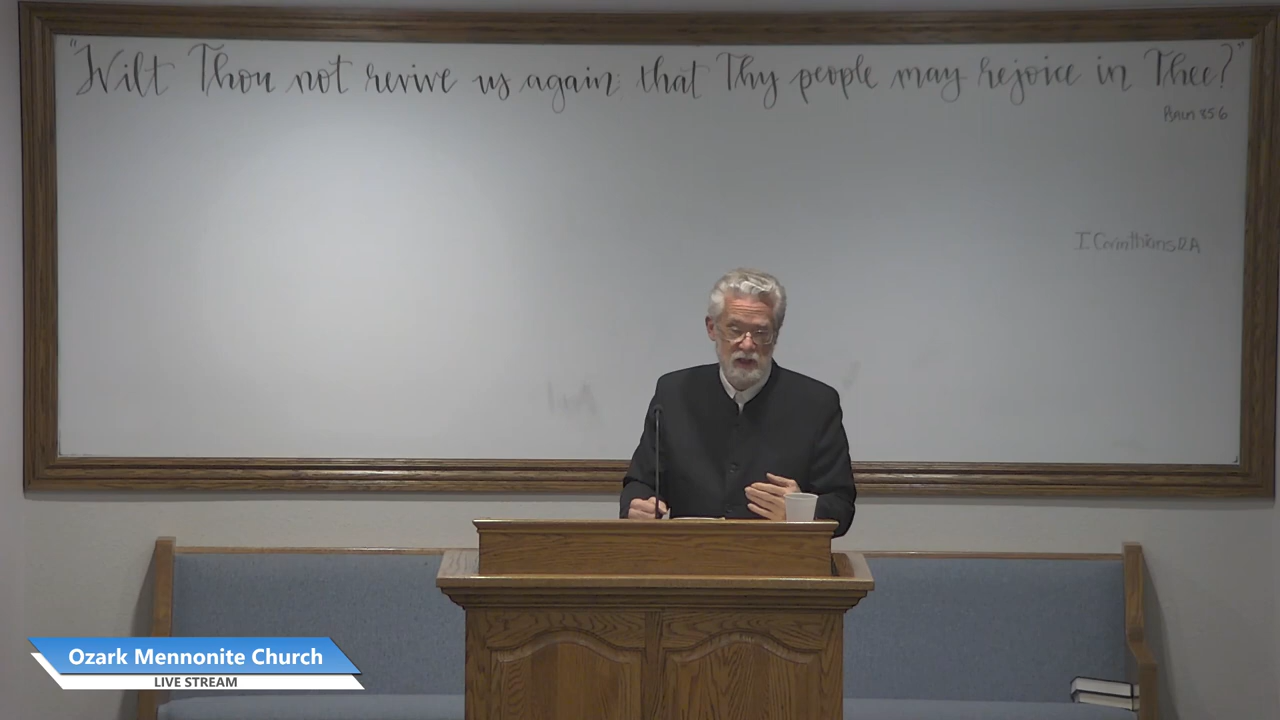 "Wilt Thou not revive us again: that Thy people may rejoice in Thee?"
Psalm 85:6
I Corinthians
Ozark Mennonite Church
LIVE STREAM